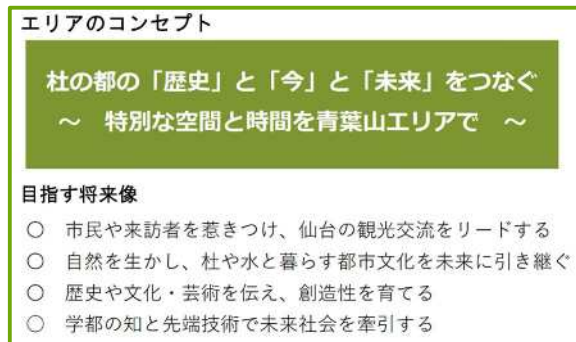 エリアのコンセプト
杜の都の「歴史」と「今」と「未来」をつなぐ
～　特別な空間と時間を青葉山エリアで　～
目指す将来像
○　市民や来訪者を惹きつけ、仙台の観光交流をリードする
○　自然を生かし、杜や水と暮らす都市文化を未来に引き継ぐ
○　歴史や文化・芸術を伝え、創造性を育てる
○　学都の知と先端技術で未来社会を牽引する